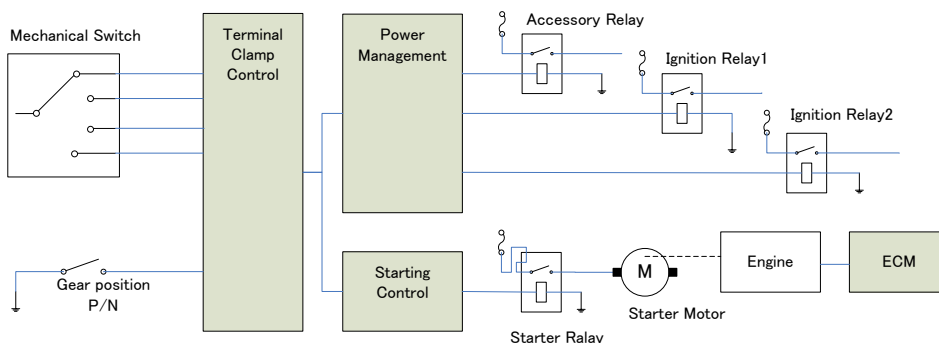 Mechanical Switch
Terminal
Clamp
Control
Power
Management
Accessory Relay
Ignition Relay1
Ignition Relay2
Gear position
P/N
Starting
Control
Starter Ralay
M
Starter Motor
Engine
ECM